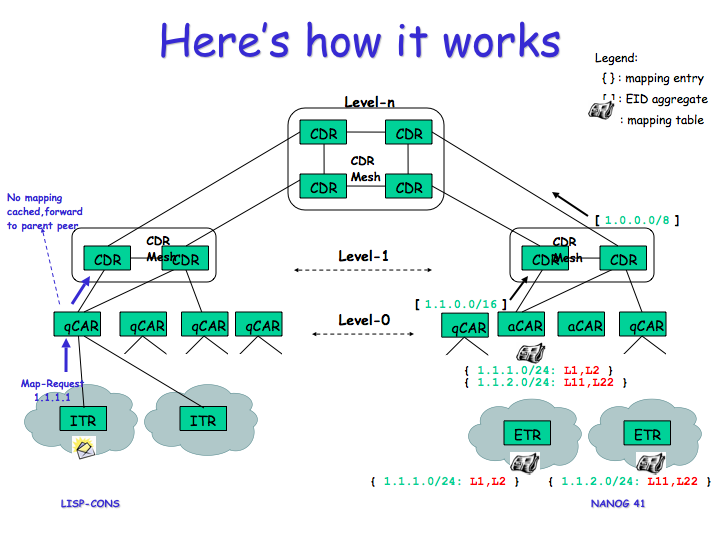 Here's how it works
Legend:
{ } : mapping entry
[ ] : EID aggregate
: mapping table
Level-n
CDR
CDR
CDR
Mesh
CDR
CDR
No mapping
cached,forward
to parent peer
[ 1.0.0.0/8 ]
CDR
Mesh
CDR
CDR
Level-1
CDR
Mesh
CDR
CDR
[ 1.1.0.0/16 ]
Level-0
qCAR
qCAR
qCAR
qCAR
qCAR
aCAR
aCAR
qCAR
{ 1.1.1.0/24: L1,L2 }
{ 1.1.2.0/24: L11,L22 }
Map-Request
1.1.1.1
ITR
ITR
ETR
ETR
{ 1.1.1.0/24: L1,L2 }
{ 1.1.2.0/24: L11,L22 }
LISP-CONS
NANOG 41